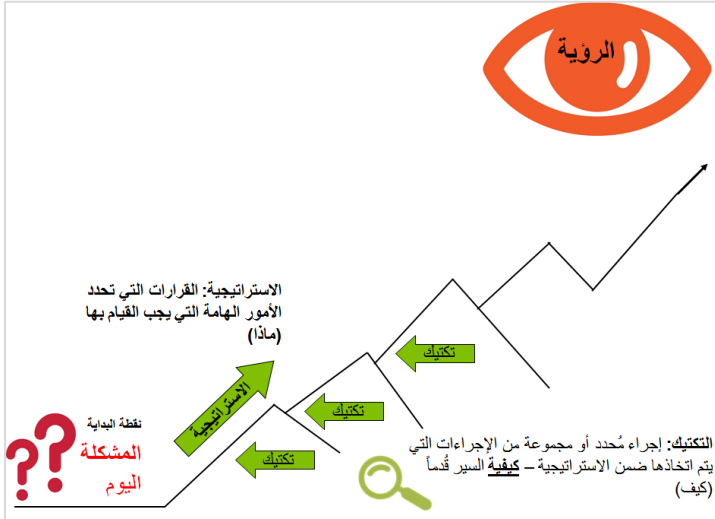 الرؤية
الاستراتيجية: القرارات التي تحدد
الأمور الهامة التي يجب القيام بها
(ماذا)
تكتيك
الاستراتيجية
تكتيك
نقطة البداية
المشكلة
اليوم
تكتيك
التكتيك: إجراء مُحدد أو مجموعة من الإجراءات التي
يتم اتخاذها ضمن الاستراتيجية – كيفية السير قُدماً
(كيف)